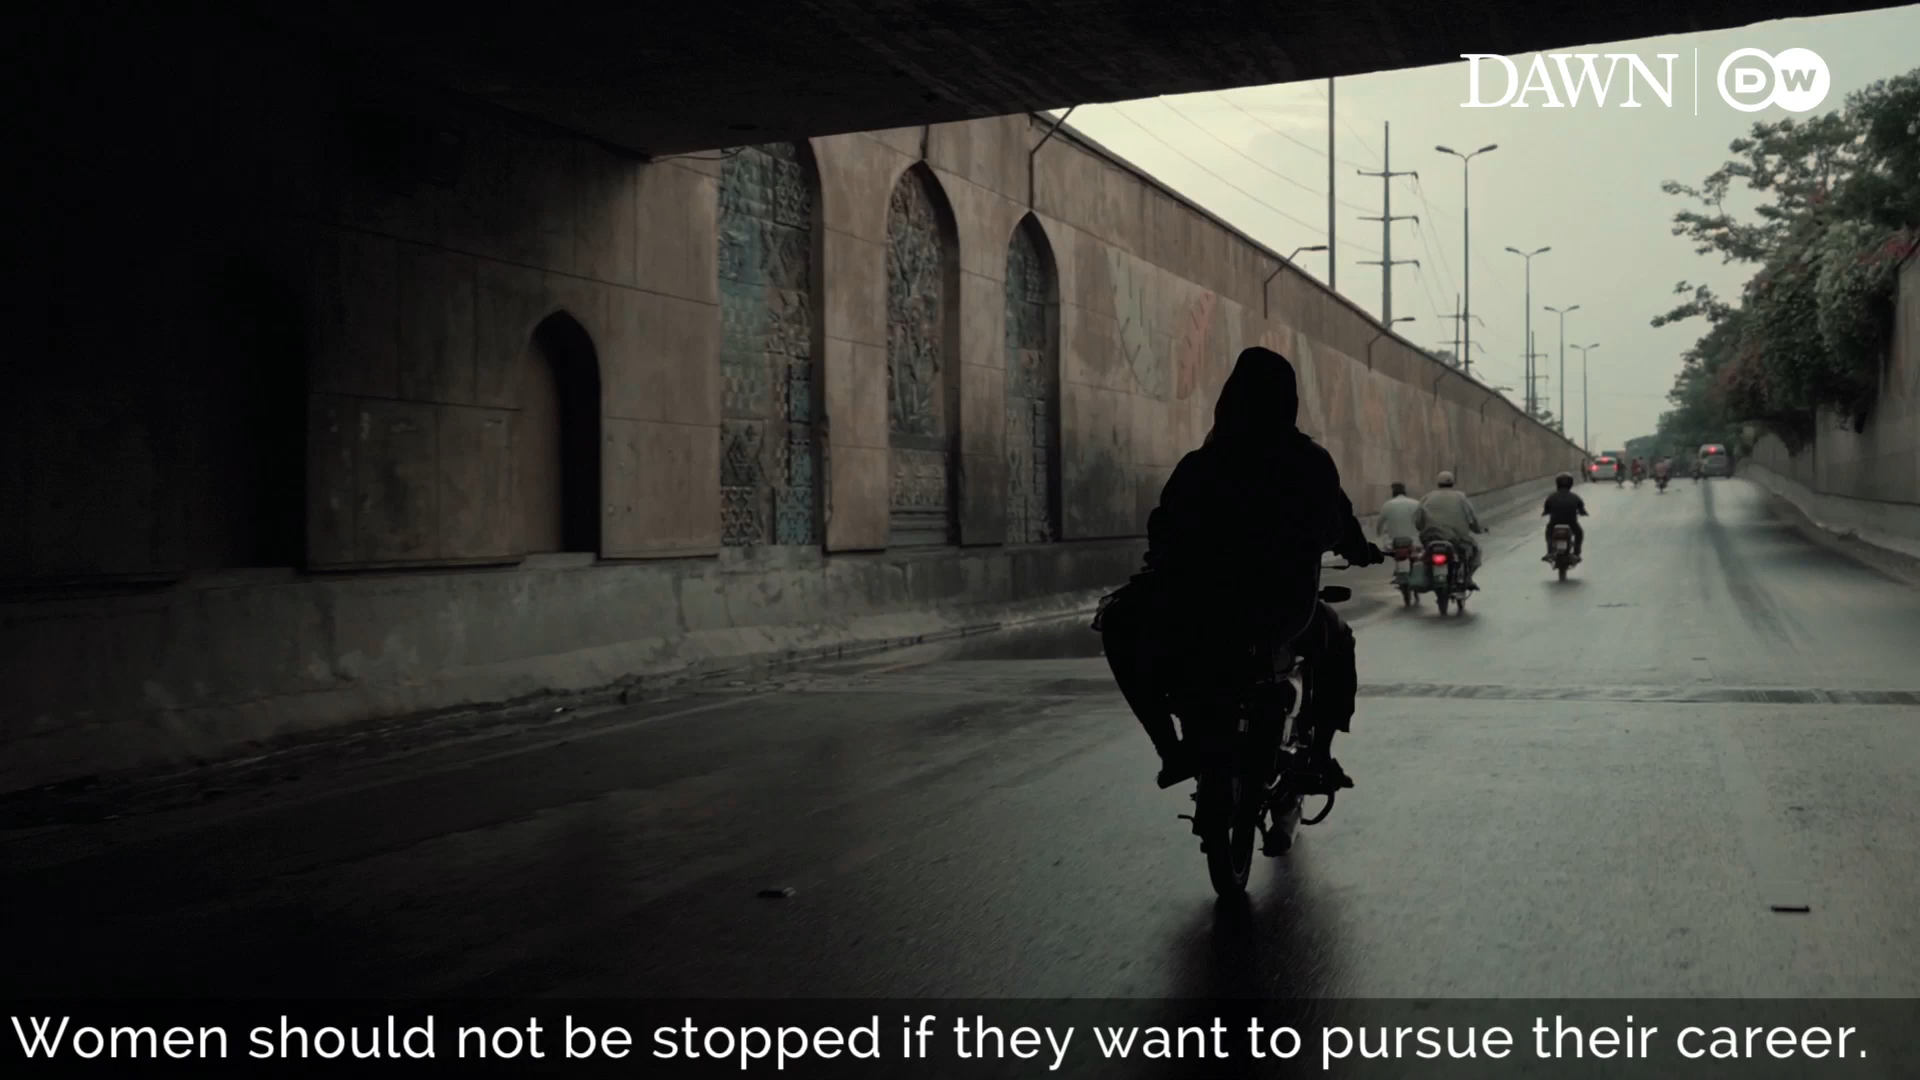 DAWN DW
Women should not be stopped if they want to pursue their career.